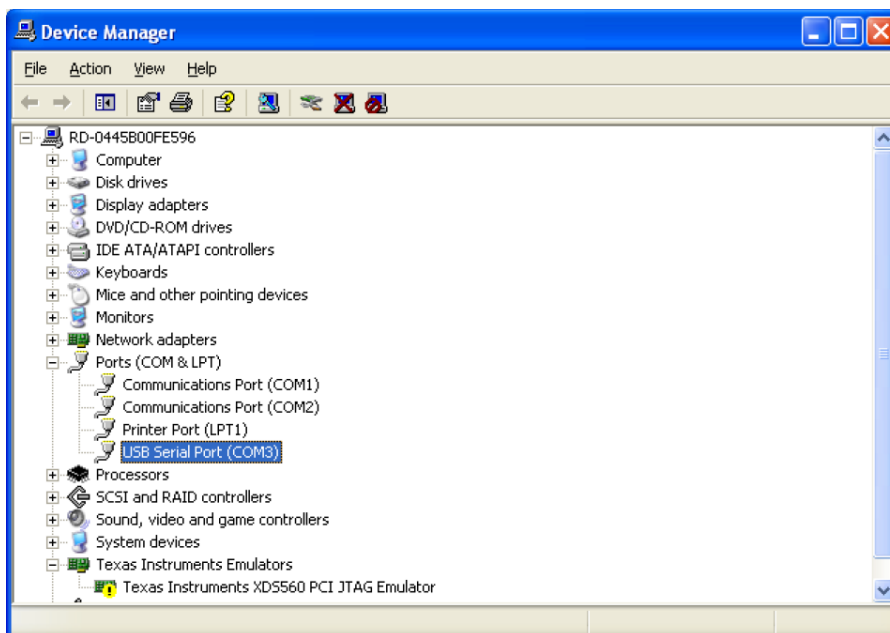 Device Manager
File Action View Help
RD-0445B00FE596
Computer
Disk drives
Display adapters
DVD/CD-ROM drives
IDE ATA/ATAPI controllers
Keyboards
Mice and other pointing devices
Monitors
Network adapters
Ports (COM & LPT)
Communications Port (COM1)
Communications Port (COM2)
Printer Port (LPT1)
USB Serial Port (COM3)
Processors
SCSI and RAID controllers
Sound, video and game controllers
System devices
Texas Instruments Emulators
Texas Instruments XDS560 PCI JTAG Emulator